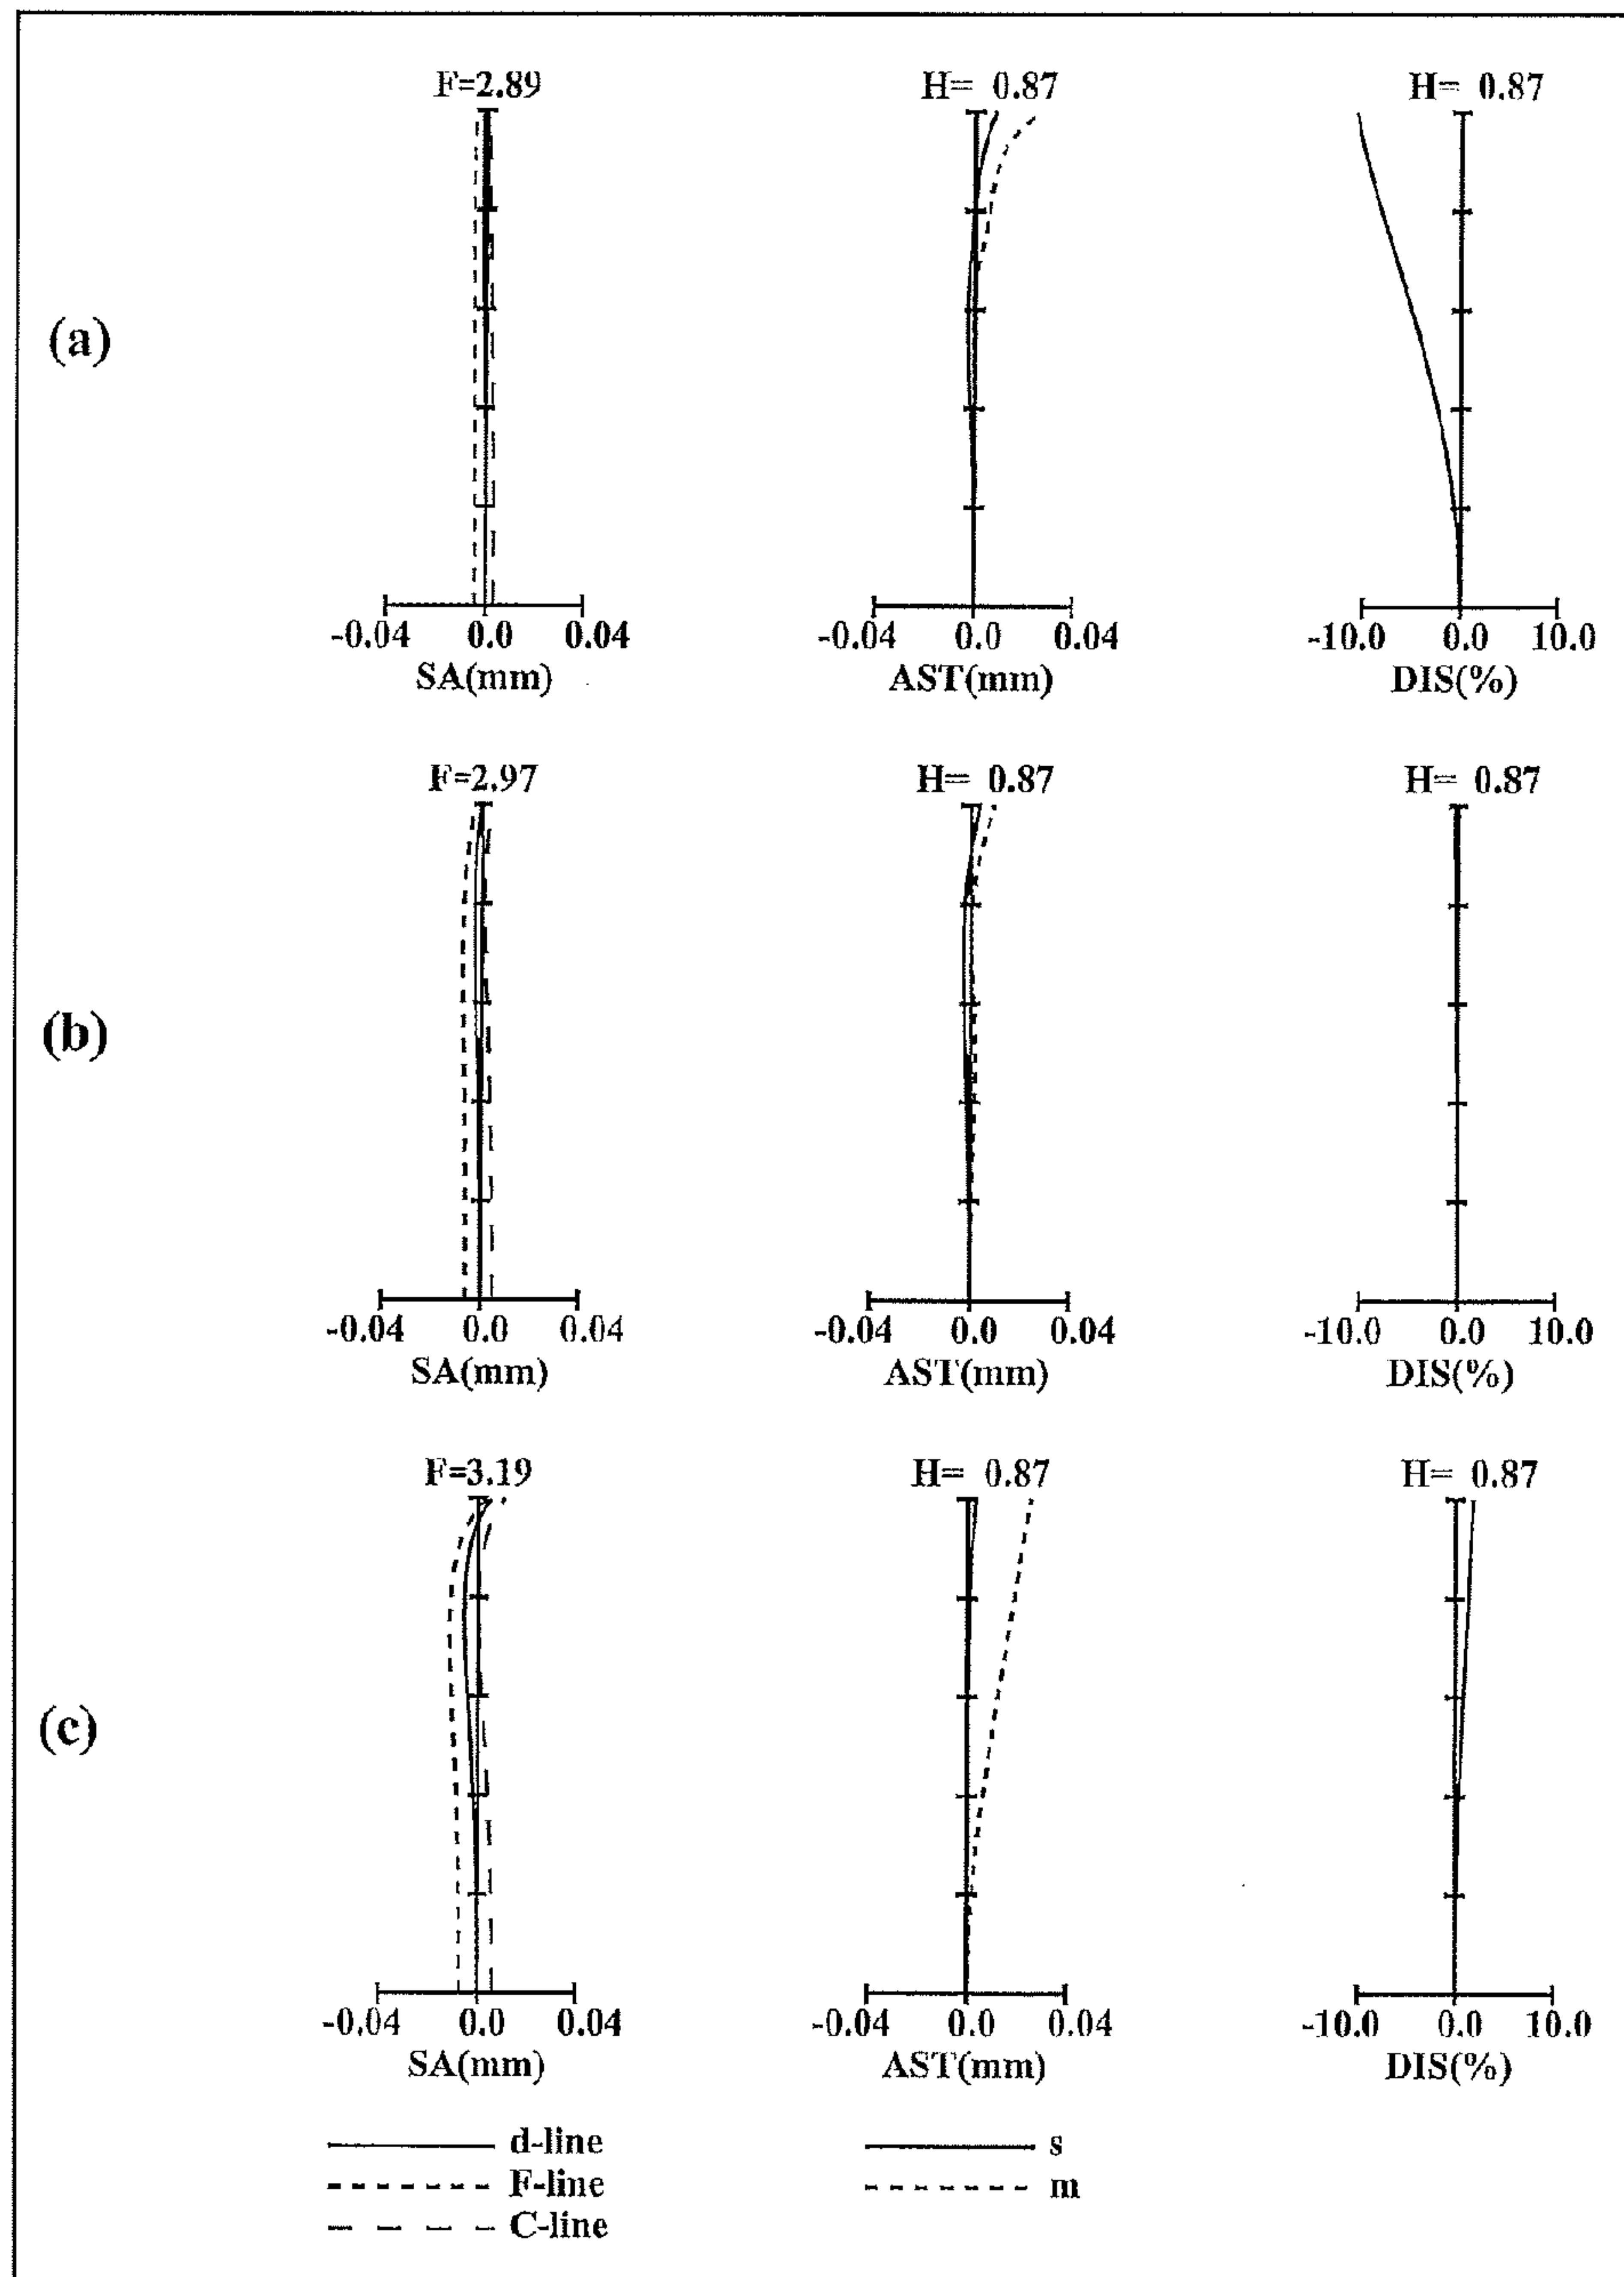 F=2.89 H= 0.87 H= 0.87
(a)
-0.04 0.0 0.04 -0.04 0.0 0.04 -10.0 0.0 10.0
SA(mm) AST(mm) DIS(%)
F=2.97 H= 0.87 H= 0.87
(b)
-0.04 0.0 0.04 -0.04 0.0 0.04 -10.0 0.0 10.0
SA(mm) AST(mm) DIS(%)
F=3.19 H= 0.87 H= 0.87
(c)
-0.04 0.0 0.04 -0.04 0.0 0.04 -10.0 0.0 10.0
SA(mm) AST(mm) DIS(%)
d-line s
F-line m
C-line